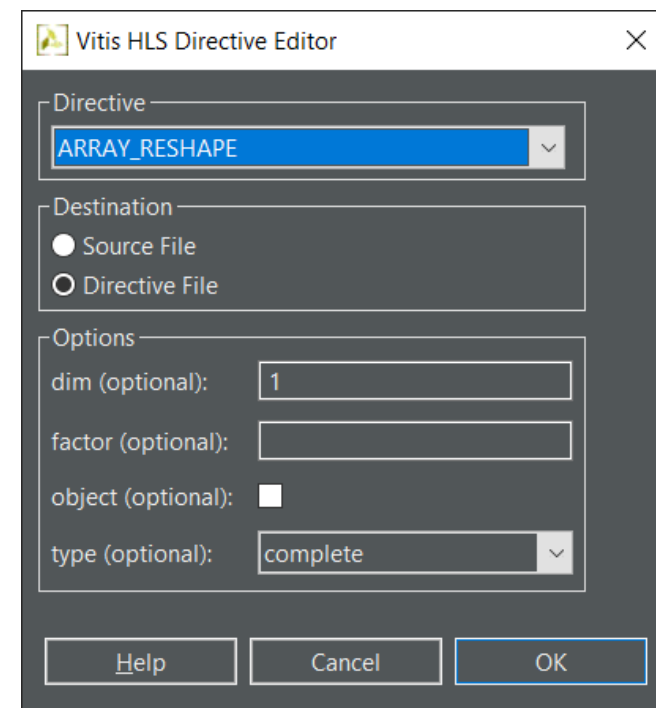 Vitis HLS Directive Editor
Directive
ARRAY_RESHAPE
Destination
Source File
Directive File
Options
dim (optional): 1
factor (optional):
object (optional):
type (optional): complete
Help Cancel OK